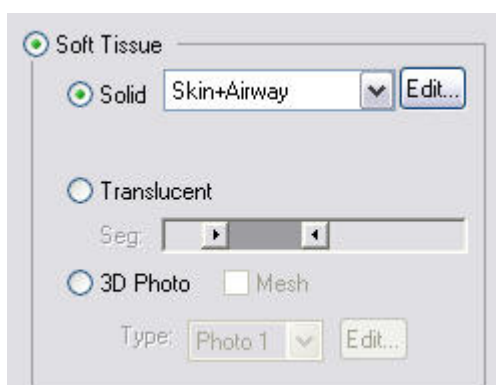 Soft Tissue
Solid Skin+Airway Edit...
Translucent
Seg:
3D Photo Mesh
Type: Photo 1 Edit...